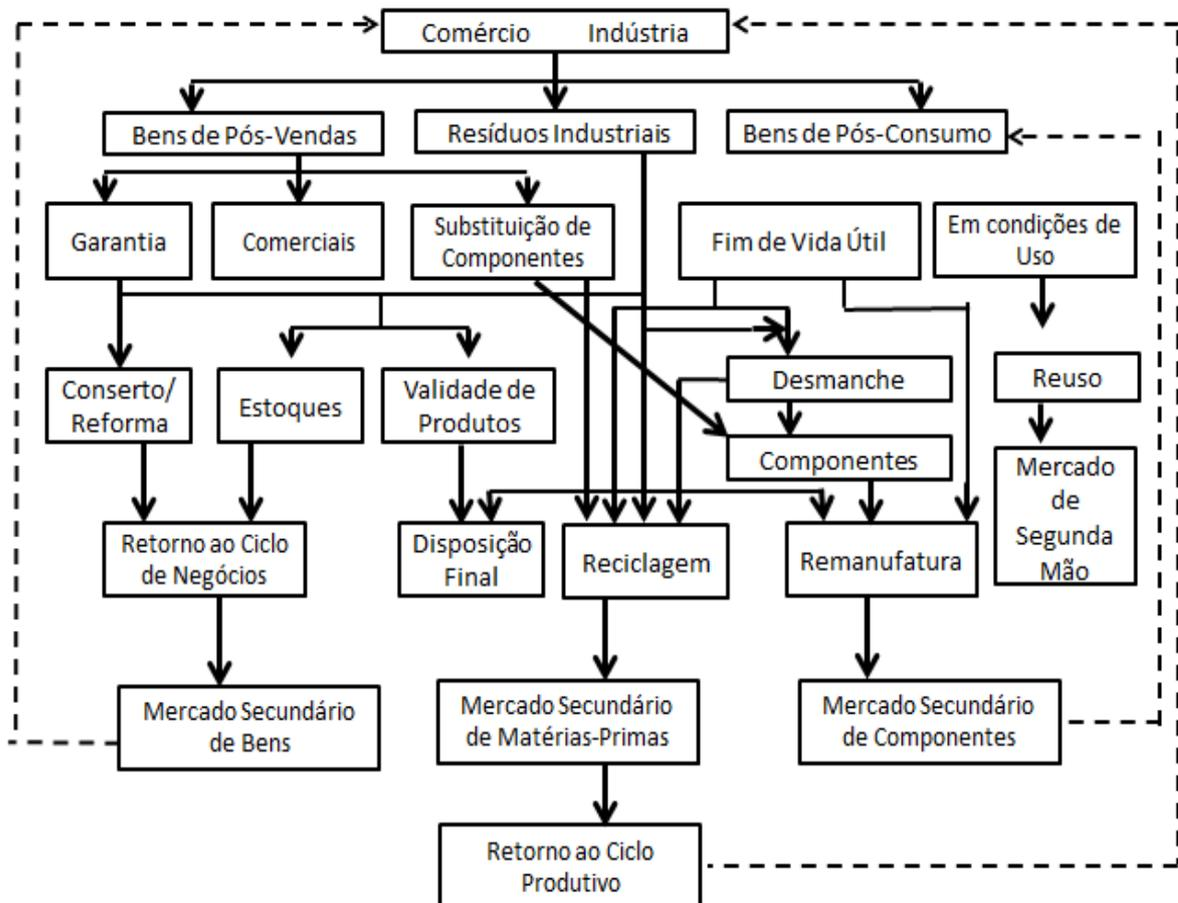 Comércio Indústria
Bens de Pós-Vendas
Resíduos Industriais
Bens de Pós-Consumo
Garantia
Comerciais
Substituição de
Componentes
Fim de Vida Útil
Em condições de
Uso
Conserto/
Reforma
Estoques
Validade de
Produtos
Desmanche
Reuso
Componentes
Mercado
de
Segunda
Mão
Retorno ao Ciclo
de Negócios
Disposição
Final
Reciclagem
Remanufatura
Mercado Secundário
de Bens
Mercado Secundário
de Matérias-Primas
Mercado Secundário
de Componentes
Retorno ao Ciclo
Produtivo